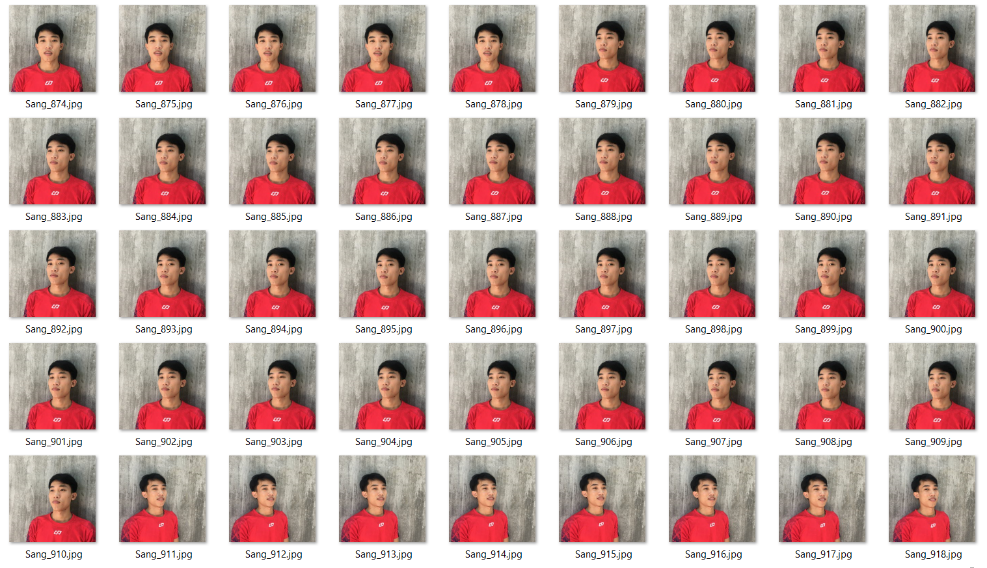 Sang_874.jpg Sang_875.jpg Sang_876.jpg Sang_877.jpg Sang_878.jpg Sang_879.jpg Sang_880.jpg Sang_881.jpg Sang_882.jpg
Sang_883.jpg Sang_884.jpg Sang_885.jpg Sang_886.jpg Sang_887.jpg Sang_888.jpg Sang_889.jpg Sang_890.jpg Sang_891.jpg
Sang_892.jpg Sang_893.jpg Sang_894.jpg Sang_895.jpg Sang_896.jpg Sang_897.jpg Sang_898.jpg Sang_899.jpg Sang_900.jpg
Sang_901.jpg Sang_902.jpg Sang_903.jpg Sang_904.jpg Sang_905.jpg Sang_906.jpg Sang_907.jpg Sang_908.jpg Sang_909.jpg
Sang_910.jpg Sang_911.jpg Sang_912.jpg Sang_913.jpg Sang_914.jpg Sang_915.jpg Sang_916.jpg Sang_917.jpg Sang_918.jpg